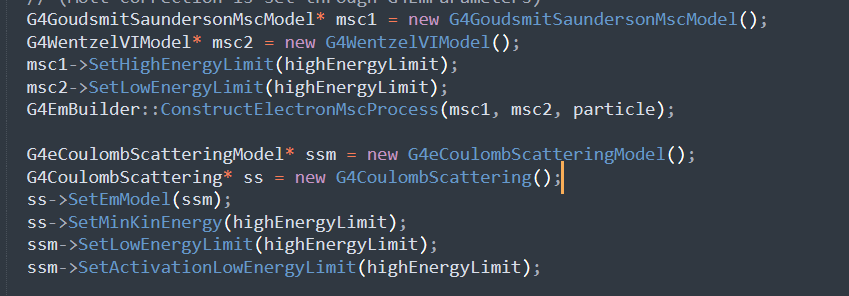 // (Mott correction is set through G4EmParameters)
G4GoudsmitSaundersonMscModel* msc1 = new G4GoudsmitSaundersonMscModel();
G4WentzelVIModel* msc2 = new G4WentzelVIModel();
msc1->SetHighEnergyLimit(highEnergyLimit);
msc2->SetLowEnergyLimit(highEnergyLimit);
G4EmBuilder::ConstructElectronMscProcess(msc1, msc2, particle);
G4eCoulombScatteringModel* ssm = new G4eCoulombScatteringModel();
G4CoulombScattering* ss = new G4CoulombScattering();
ss->SetEmModel(ssm);
ss->SetMinKinEnergy(highEnergyLimit);
ssm->SetLowEnergyLimit(highEnergyLimit);
ssm->SetActivationLowEnergyLimit(highEnergyLimit);